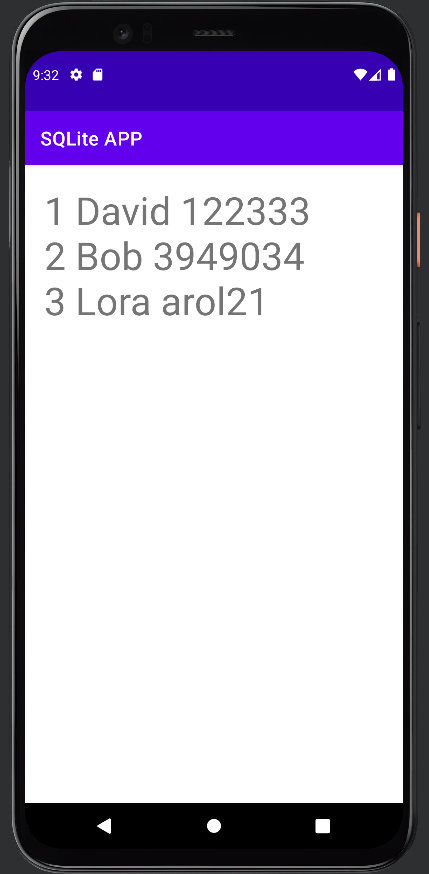 9:32
SQLite APP
1 David 122333
2 Bob 3949034
3 Lora arol21